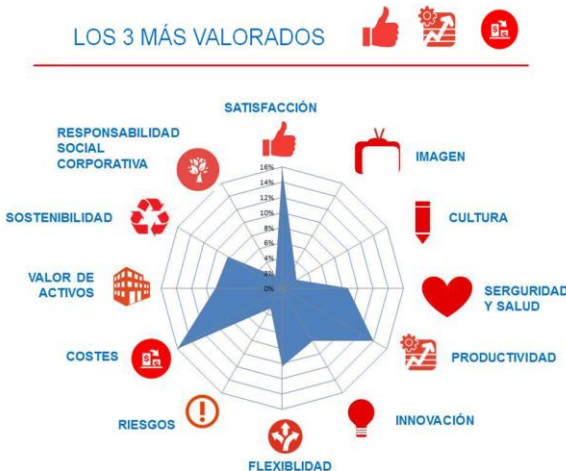 LOS 3 MÁS VALORADOS
SATISFACCIÓN
RESPONSABILIDAD
SOCIAL
CORPORATIVA
IMAGEN
16%
14%
12%
10%
8%
6%
4%
2%
0%
SOSTENIBILIDAD
CULTURA
VALOR DE
ACTIVOS
SERGURIDAD
Y SALUD
COSTES
PRODUCTIVIDAD
RIESGOS
INNOVACIÓN
FLEXIBLIDAD